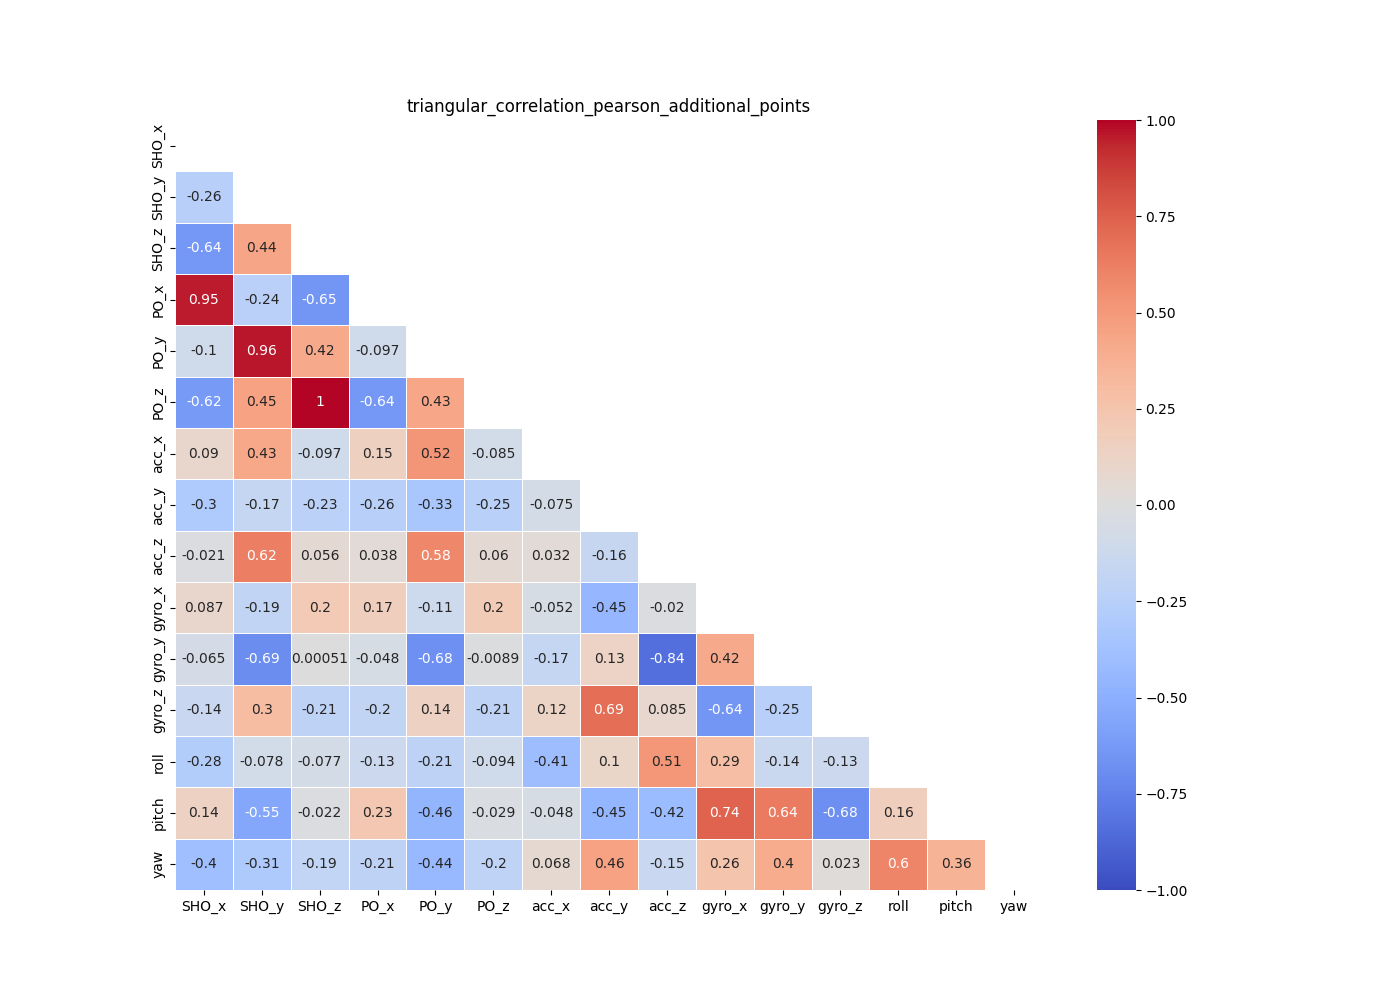 triangular_correlation_pearson_additional_points
SHO_x
SHO_y -0.26
SHO_z -0.64 0.44
PO_x 0.95 -0.24 -0.65
PO_y -0.1 0.96 0.42 -0.097
PO_z -0.62 0.45 1 -0.64 0.43
acc_x 0.09 0.43 -0.097 0.15 0.52 -0.085
acc_y -0.3 -0.17 -0.23 -0.26 -0.33 -0.25 -0.075
acc_z -0.021 0.62 0.056 0.038 0.58 0.06 0.032 -0.16
gyro_x 0.087 -0.19 0.2 0.17 -0.11 0.2 -0.052 -0.45 -0.02
gyro_y -0.065 -0.69 0.00051 -0.048 -0.68 -0.0089 -0.17 0.13 -0.84 0.42
gyro_z -0.14 0.3 -0.21 -0.2 0.14 -0.21 0.12 0.69 0.085 -0.64 -0.25
roll -0.28 -0.078 -0.077 -0.13 -0.21 -0.094 -0.41 0.1 0.51 0.29 -0.14 -0.13
pitch 0.14 -0.55 -0.022 0.23 -0.46 -0.029 -0.048 -0.45 -0.42 0.74 0.64 -0.68 0.16
yaw -0.4 -0.31 -0.19 -0.21 -0.44 -0.2 0.068 0.46 -0.15 0.26 0.4 0.023 0.6 0.36
SHO_x SHO_y SHO_z PO_x PO_y PO_z acc_x acc_y acc_z gyro_x gyro_y gyro_z roll pitch yaw
1.00
0.75
0.50
0.25
0.00
−0.25
−0.50
−0.75
−1.00